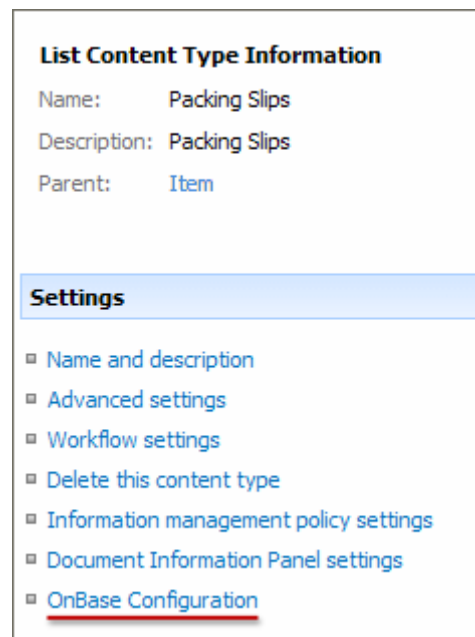 List Content Type Information
Name: Packing Slips
Description: Packing Slips
Parent: Item
Settings
Name and description
Advanced settings
Workflow settings
Delete this content type
Information management policy settings
Document Information Panel settings
OnBase Configuration